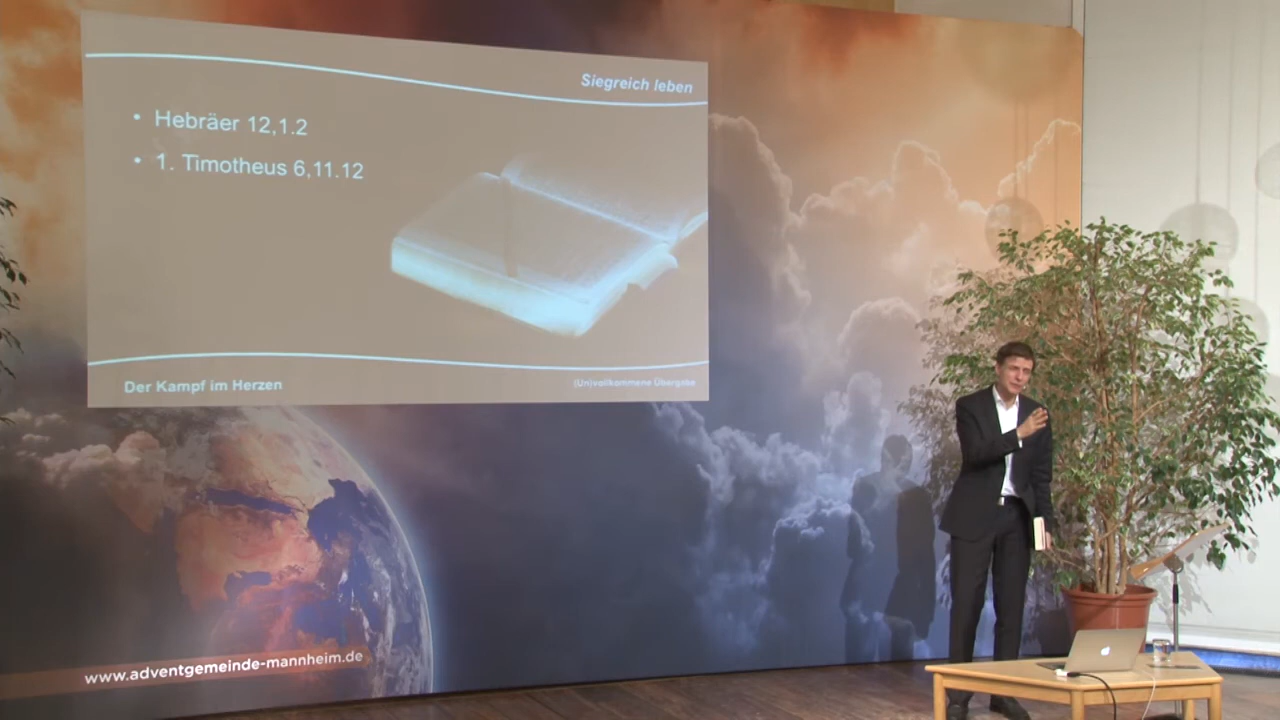 Siegreich leben
• Hebräer 12,1.2
• 1. Timotheus 6,11.12
Der Kampf im Herzen
(Un)vollkommene Übergabe
www.adventgemeinde-mannheim.de